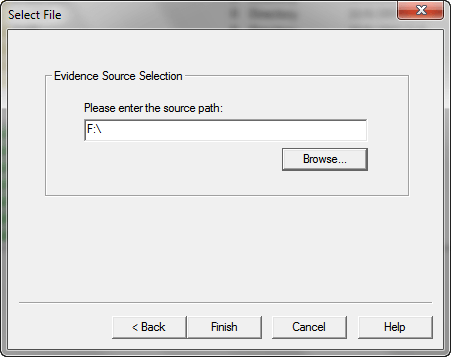 Select File
Evidence Source Selection
Please enter the source path:
F:\
Browse...
< Back
Finish
Cancel
Help